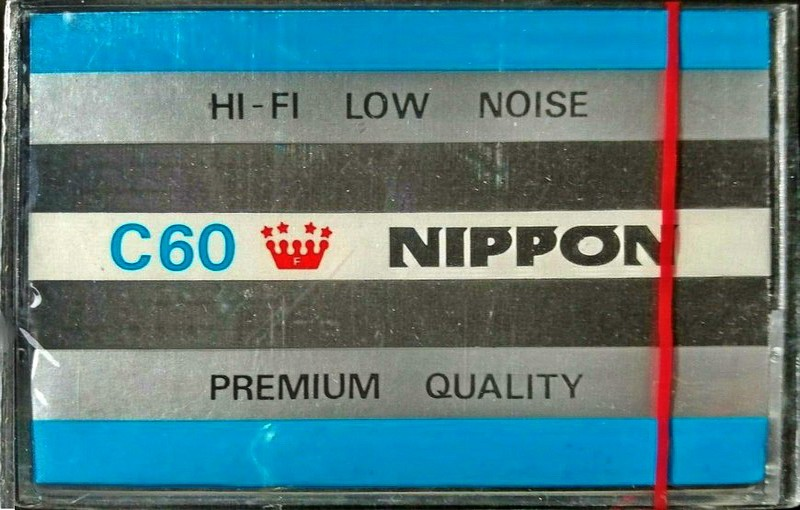 HI-FI LOW NOISE
C60 F NIPPON
PREMIUM QUALITY